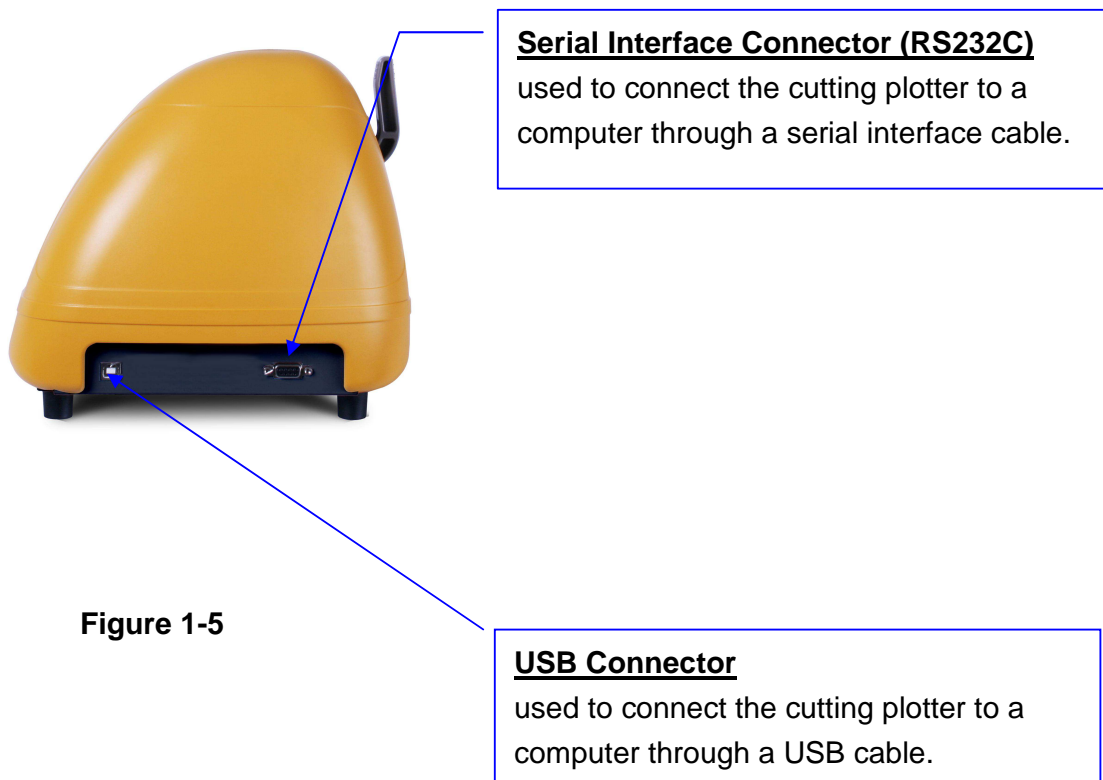 Serial Interface Connector (RS232C)
used to connect the cutting plotter to a
computer through a serial interface cable.
Figure 1-5
USB Connector
used to connect the cutting plotter to a
computer through a USB cable.